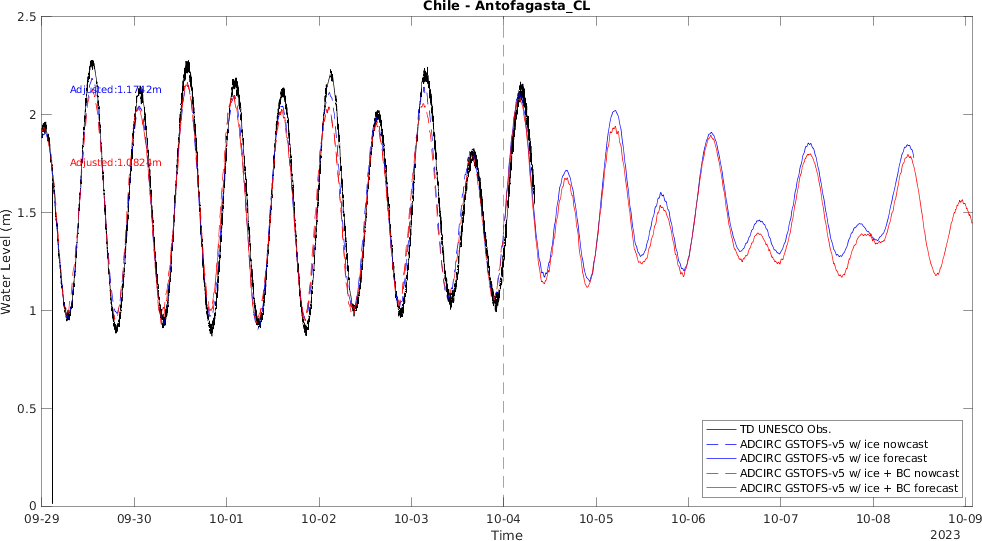 Chile - Antofagasta_CL
2.5
2
1.5
1
0.5
0
Water Level (m)
Adjusted:1.1742m
Adjusted:1.0824m
TD UNESCO Obs.
ADCIRC GSTOFS-v5 w/ ice nowcast
ADCIRC GSTOFS-v5 w/ ice forecast
ADCIRC GSTOFS-v5 w/ ice + BC nowcast
ADCIRC GSTOFS-v5 w/ ice + BC forecast
09-29 09-30 10-01 10-02 10-03 10-04 10-05 10-06 10-07 10-08 10-09
Time
2023